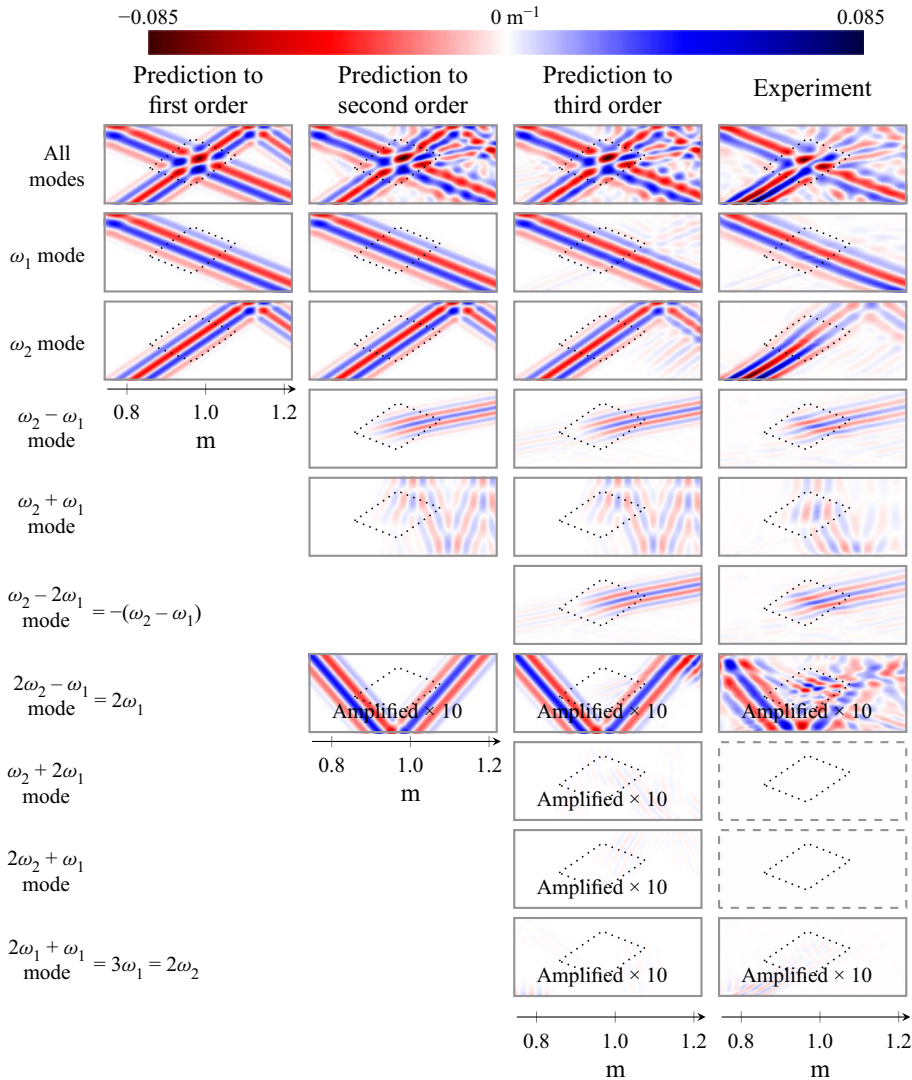 −0.085 0 m⁻¹ 0.085
Prediction to first order
Prediction to second order
Prediction to third order
Experiment
All modes
ω₁ mode
ω₂ mode
0.8 1.0 1.2
m
ω₂ − ω₁ mode
ω₂ + ω₁ mode
ω₂ − 2ω₁ mode = −(ω₂ − ω₁)
2ω₂ − ω₁ mode = 2ω₁
Amplified × 10 Amplified × 10 Amplified × 10
0.8 1.0 1.2
m
ω₂ + 2ω₁ mode
Amplified × 10
2ω₂ + ω₁ mode
Amplified × 10
2ω₁ + ω₁ mode = 3ω₁ = 2ω₂
Amplified × 10 Amplified × 10
0.8 1.0 1.2 0.8 1.0 1.2
m m